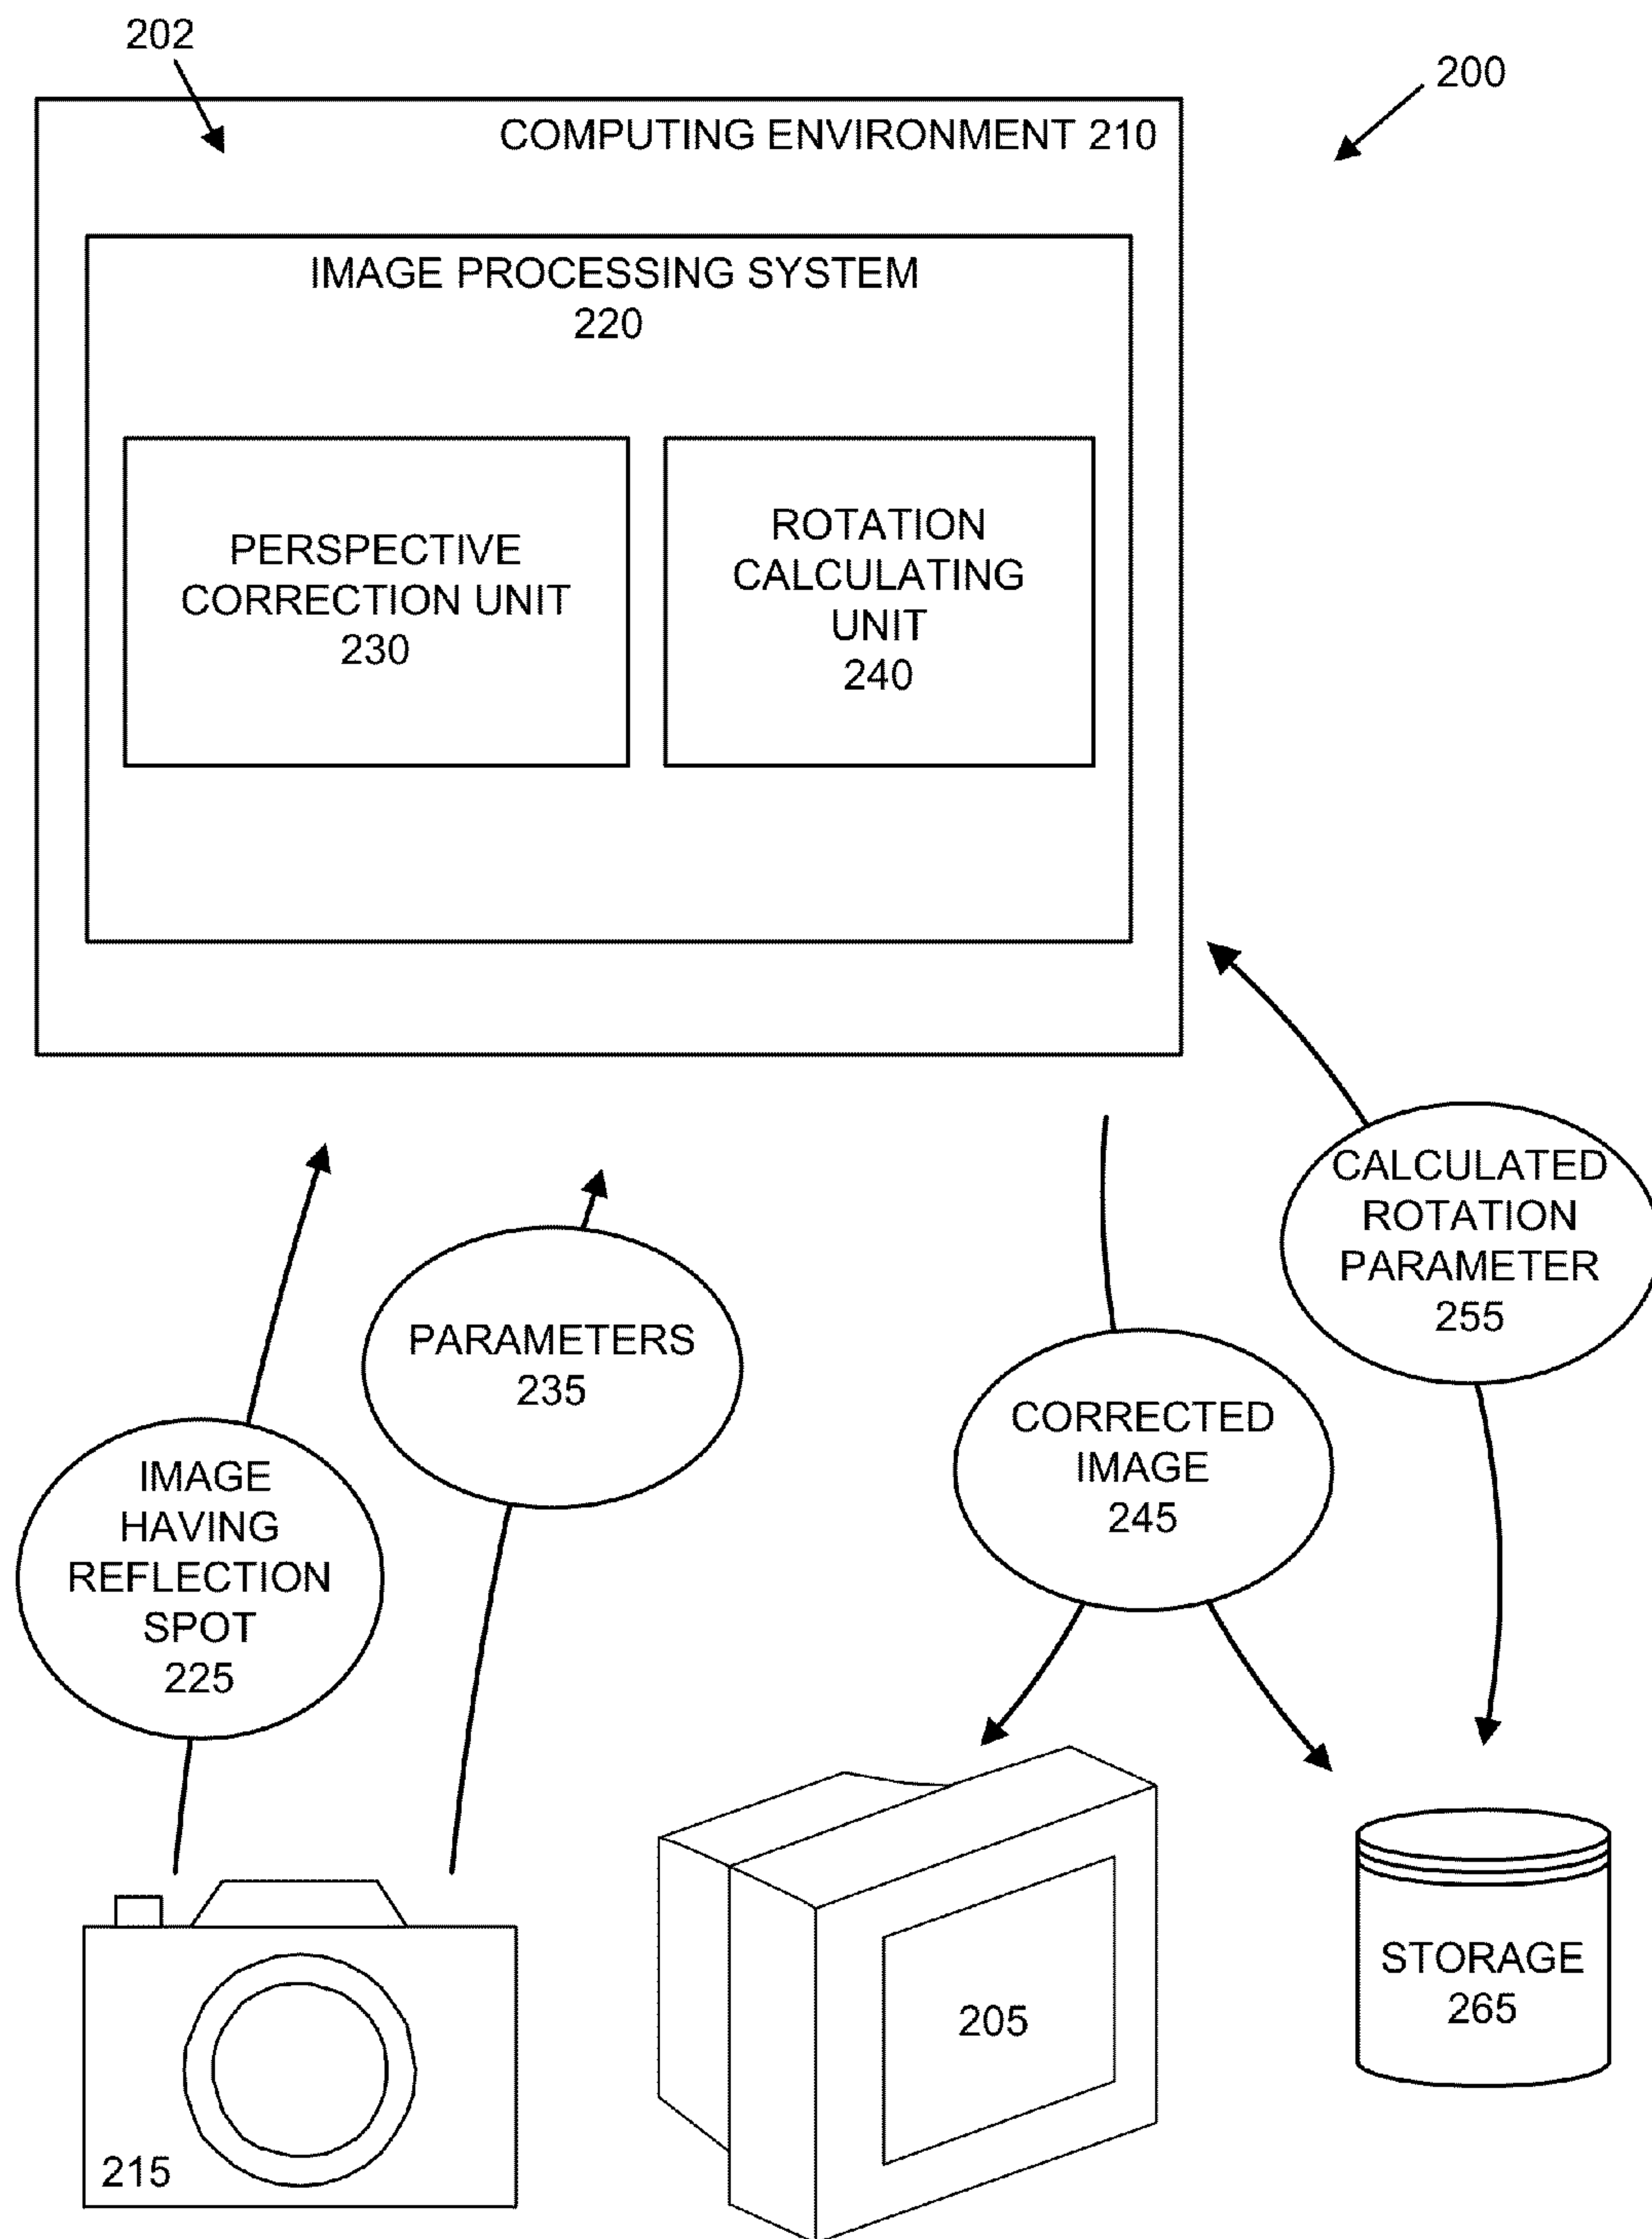 202
200
COMPUTING ENVIRONMENT 210
IMAGE PROCESSING SYSTEM
220
PERSPECTIVE
CORRECTION UNIT
230
ROTATION
CALCULATING
UNIT
240
CALCULATED
ROTATION
PARAMETER
255
PARAMETERS
235
CORRECTED
IMAGE
245
IMAGE
HAVING
REFLECTION
SPOT
225
215
205
STORAGE
265